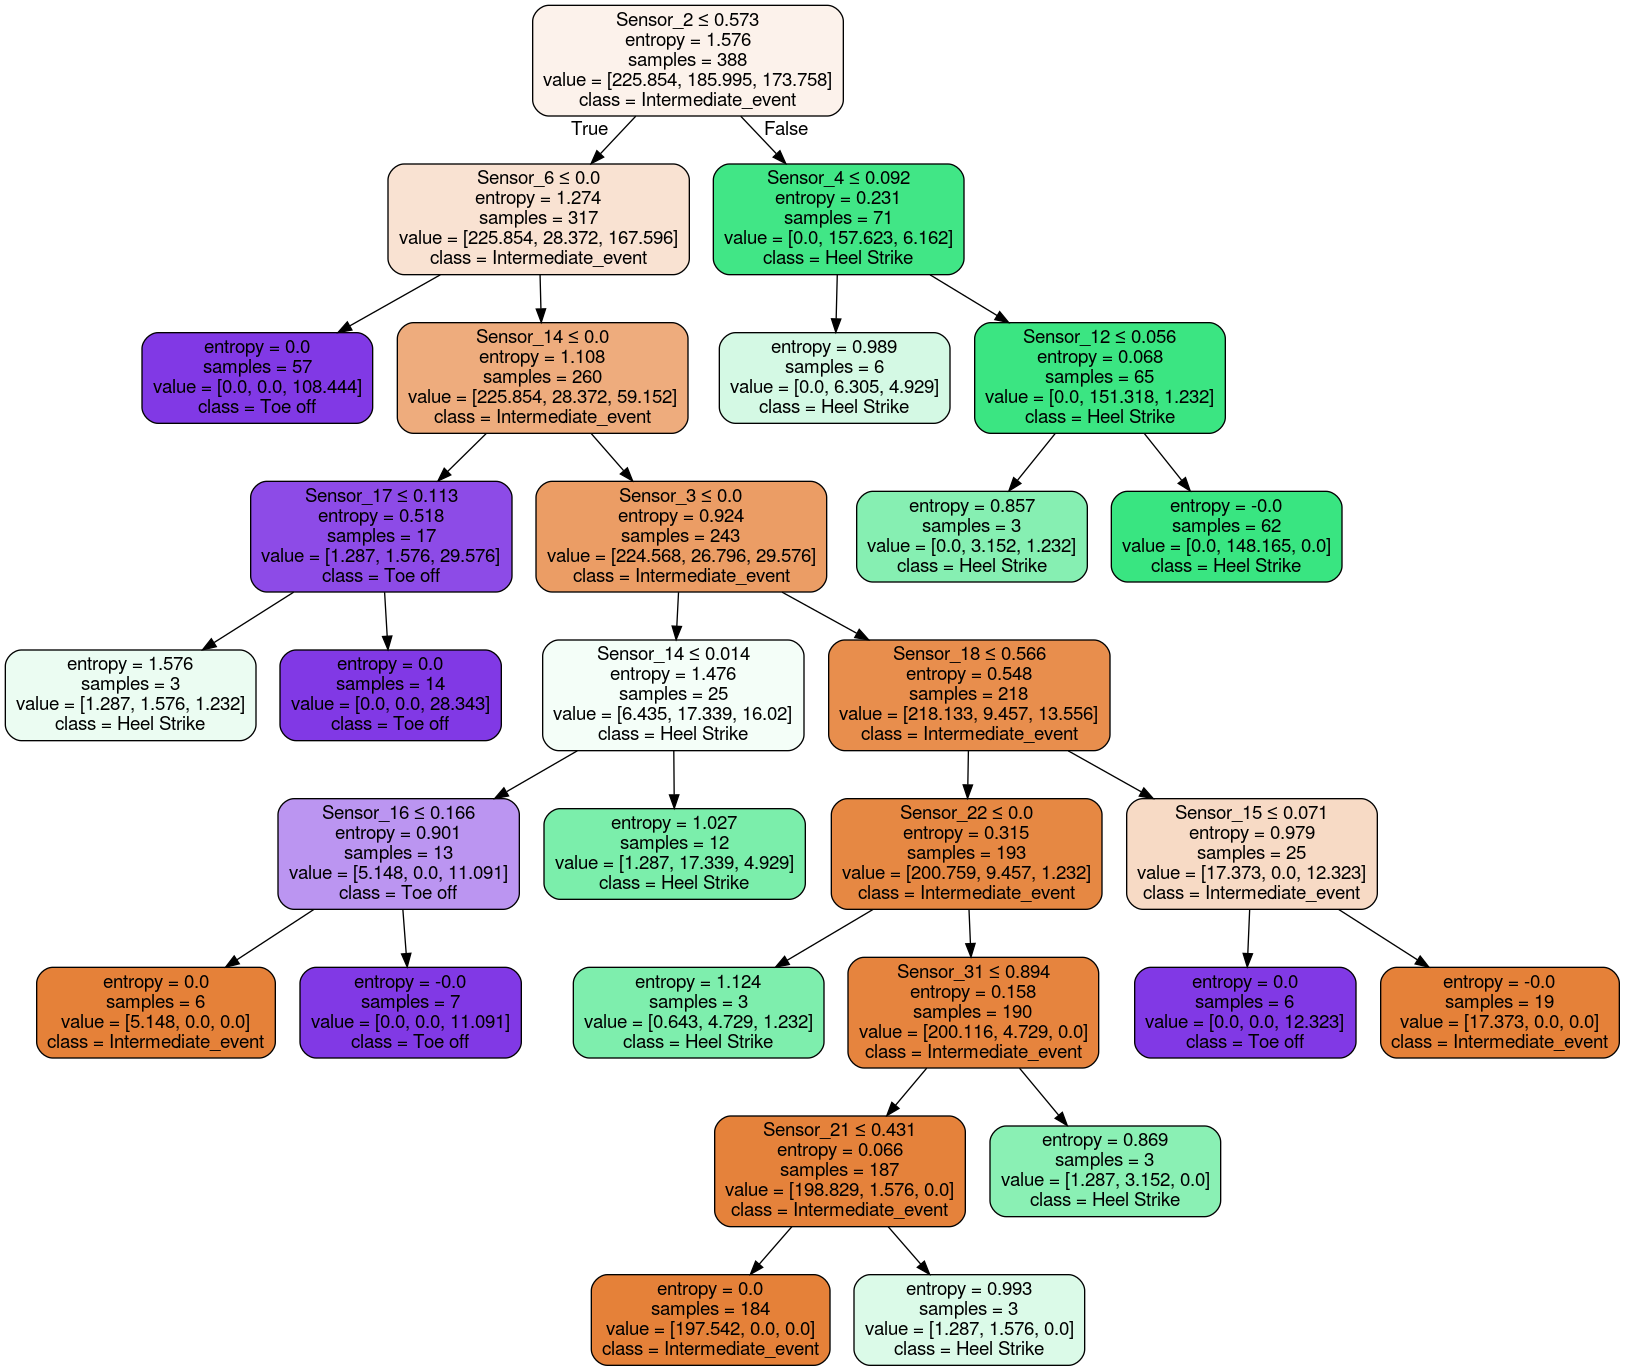 Sensor_2 ≤ 0.573
entropy = 1.576
samples = 388
value = [225.854, 185.995, 173.758]
class = Intermediate_event
True
False
Sensor_6 ≤ 0.0
entropy = 1.274
samples = 317
value = [225.854, 28.372, 167.596]
class = Intermediate_event
Sensor_4 ≤ 0.092
entropy = 0.231
samples = 71
value = [0.0, 157.623, 6.162]
class = Heel Strike
entropy = 0.0
samples = 57
value = [0.0, 0.0, 108.444]
class = Toe off
Sensor_14 ≤ 0.0
entropy = 1.108
samples = 260
value = [225.854, 28.372, 59.152]
class = Intermediate_event
entropy = 0.989
samples = 6
value = [0.0, 6.305, 4.929]
class = Heel Strike
Sensor_12 ≤ 0.056
entropy = 0.068
samples = 65
value = [0.0, 151.318, 1.232]
class = Heel Strike
Sensor_17 ≤ 0.113
entropy = 0.518
samples = 17
value = [1.287, 1.576, 29.576]
class = Toe off
Sensor_3 ≤ 0.0
entropy = 0.924
samples = 243
value = [224.568, 26.796, 29.576]
class = Intermediate_event
entropy = 0.857
samples = 3
value = [0.0, 3.152, 1.232]
class = Heel Strike
entropy = -0.0
samples = 62
value = [0.0, 148.165, 0.0]
class = Heel Strike
entropy = 1.576
samples = 3
value = [1.287, 1.576, 1.232]
class = Heel Strike
entropy = 0.0
samples = 14
value = [0.0, 0.0, 28.343]
class = Toe off
Sensor_14 ≤ 0.014
entropy = 1.476
samples = 25
value = [6.435, 17.339, 16.02]
class = Heel Strike
Sensor_18 ≤ 0.566
entropy = 0.548
samples = 218
value = [218.133, 9.457, 13.556]
class = Intermediate_event
Sensor_16 ≤ 0.166
entropy = 0.901
samples = 13
value = [5.148, 0.0, 11.091]
class = Toe off
entropy = 1.027
samples = 12
value = [1.287, 17.339, 4.929]
class = Heel Strike
Sensor_22 ≤ 0.0
entropy = 0.315
samples = 193
value = [200.759, 9.457, 1.232]
class = Intermediate_event
Sensor_15 ≤ 0.071
entropy = 0.979
samples = 25
value = [17.373, 0.0, 12.323]
class = Intermediate_event
entropy = 0.0
samples = 6
value = [5.148, 0.0, 0.0]
class = Intermediate_event
entropy = -0.0
samples = 7
value = [0.0, 0.0, 11.091]
class = Toe off
entropy = 1.124
samples = 3
value = [0.643, 4.729, 1.232]
class = Heel Strike
Sensor_31 ≤ 0.894
entropy = 0.158
samples = 190
value = [200.116, 4.729, 0.0]
class = Intermediate_event
entropy = 0.0
samples = 6
value = [0.0, 0.0, 12.323]
class = Toe off
entropy = -0.0
samples = 19
value = [17.373, 0.0, 0.0]
class = Intermediate_event
Sensor_21 ≤ 0.431
entropy = 0.066
samples = 187
value = [198.829, 1.576, 0.0]
class = Intermediate_event
entropy = 0.869
samples = 3
value = [1.287, 3.152, 0.0]
class = Heel Strike
entropy = 0.0
samples = 184
value = [197.542, 0.0, 0.0]
class = Intermediate_event
entropy = 0.993
samples = 3
value = [1.287, 1.576, 0.0]
class = Heel Strike